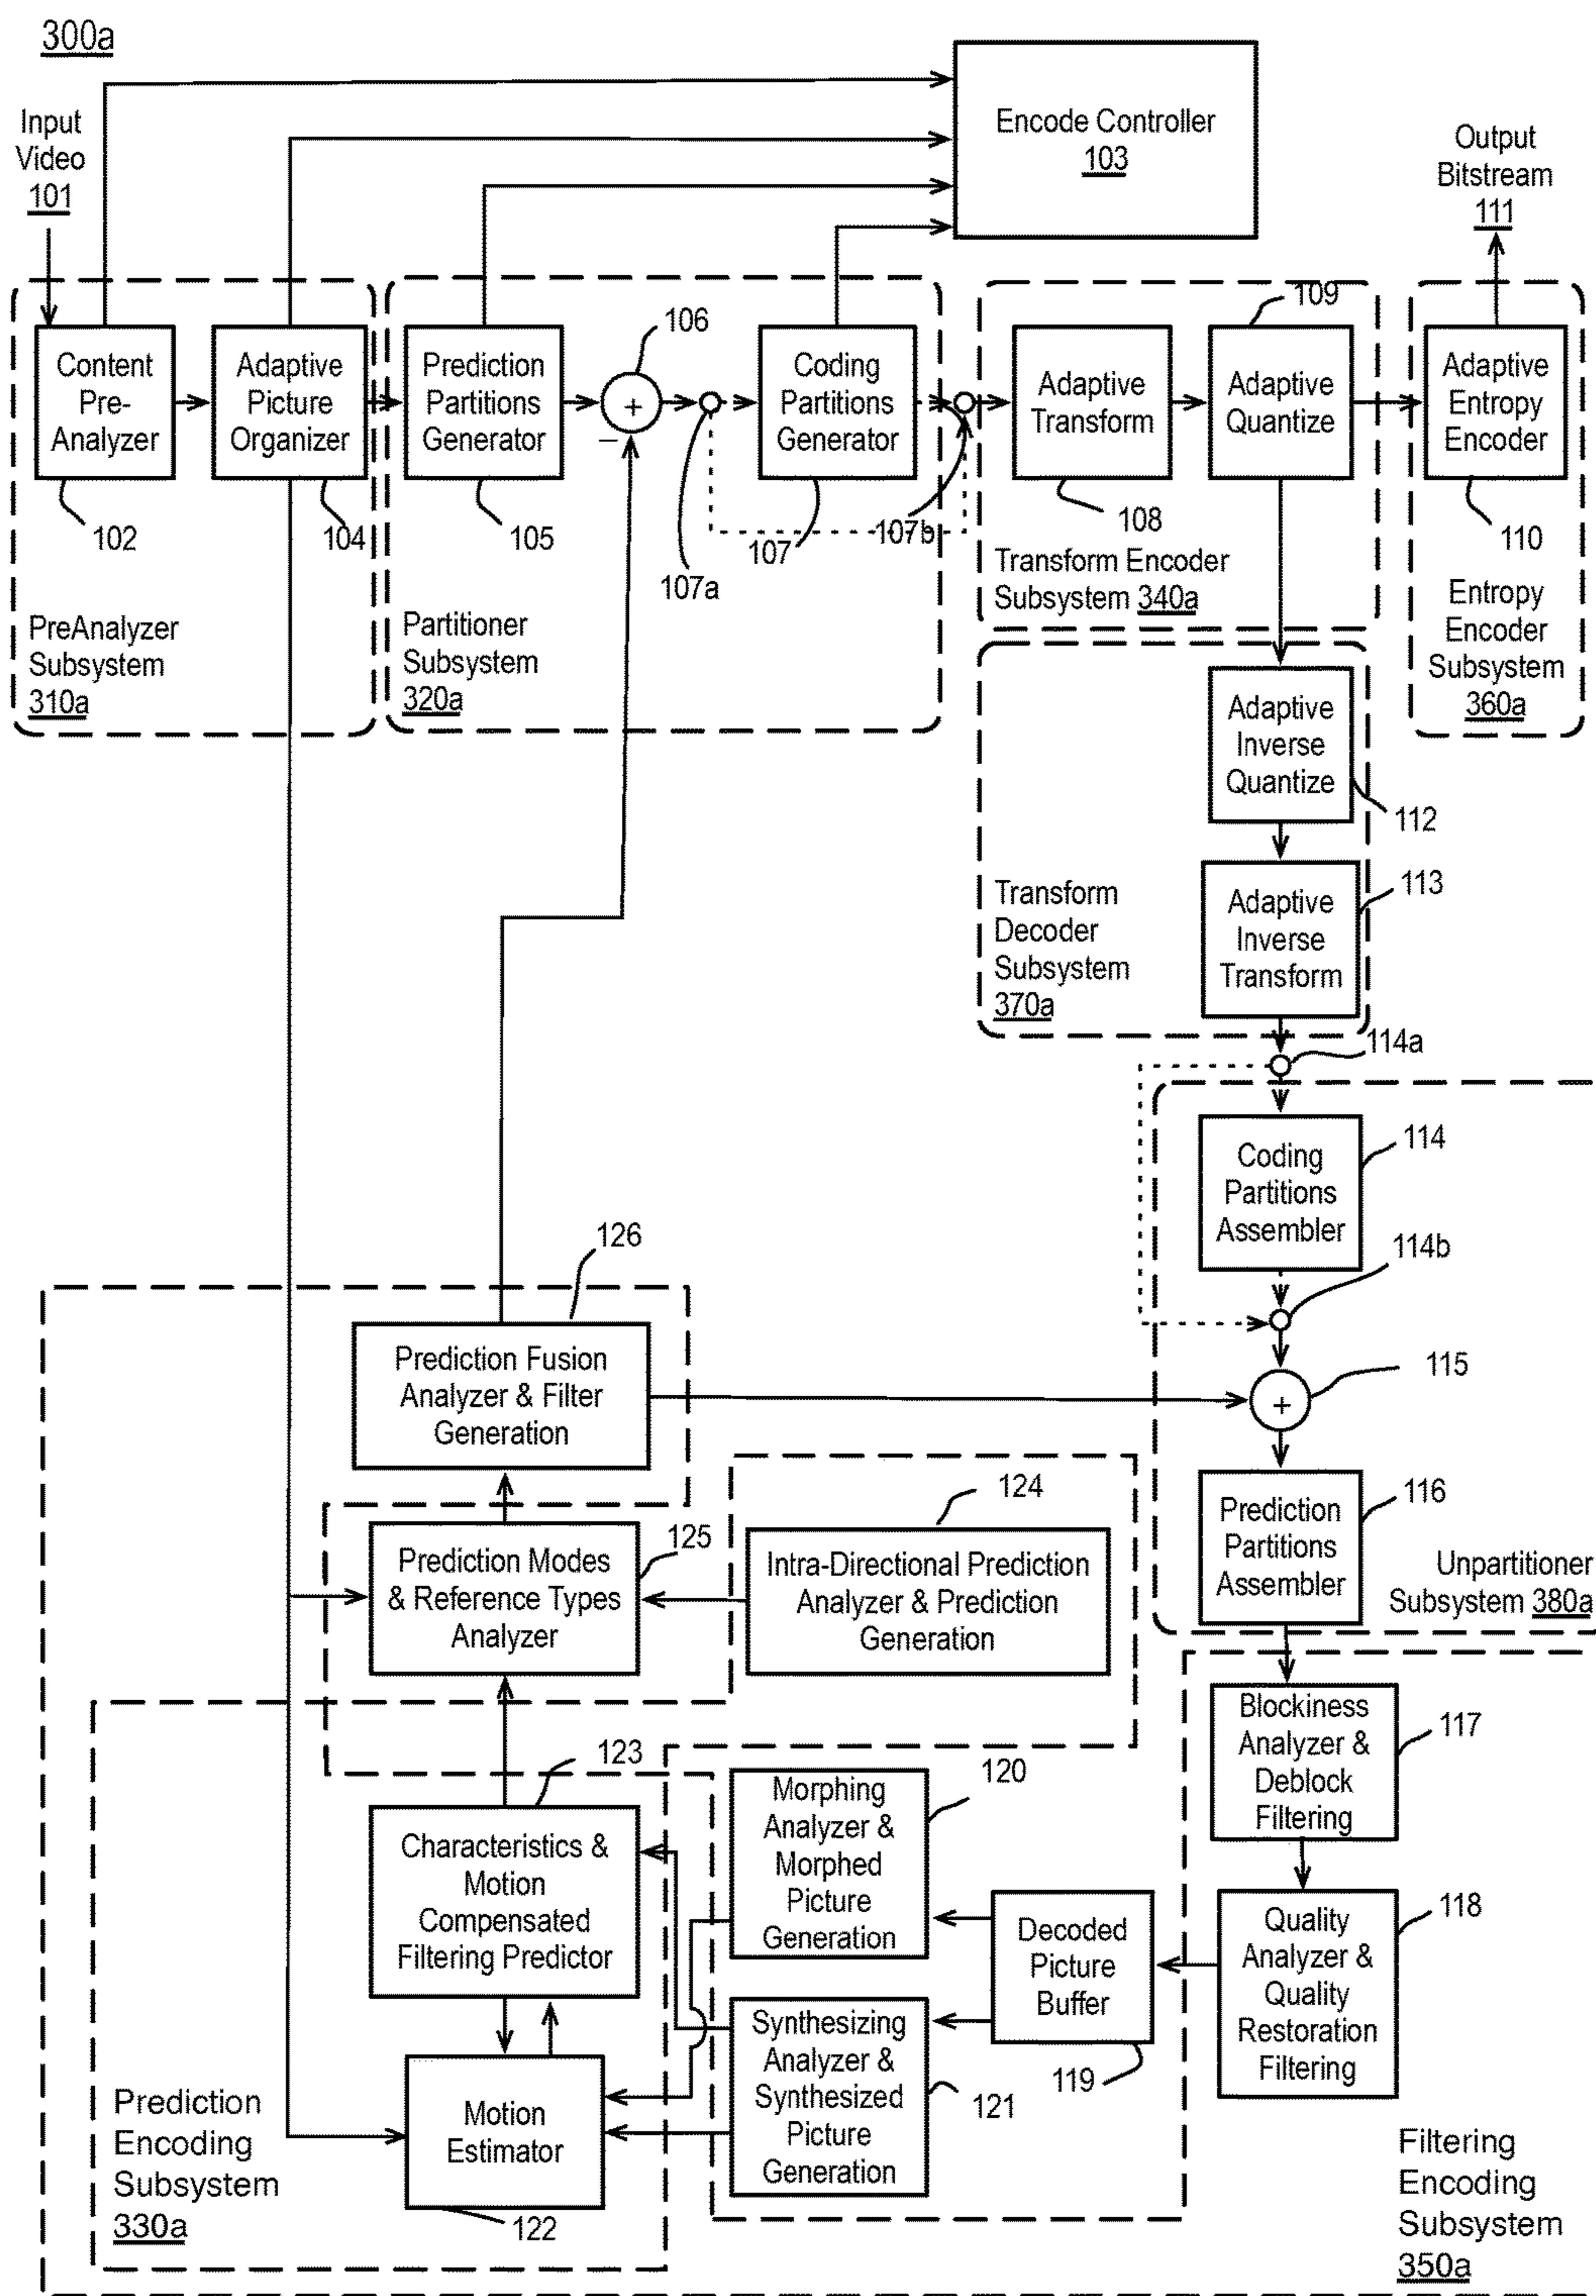 300a
Input
Video
101
Encode Controller
103
Output
Bitstream
111
Content
Pre-
Analyzer
102
Adaptive
Picture
Organizer
104
PreAnalyzer
Subsystem
310a
Prediction
Partitions
Generator
105
106
+
−
107a
Coding
Partitions
Generator
107
107b
Partitioner
Subsystem
320a
Adaptive
Transform
108
109
Adaptive
Quantize
Transform Encoder
Subsystem 340a
Adaptive
Entropy
Encoder
110
Entropy
Encoder
Subsystem
360a
Adaptive
Inverse
Quantize
112
Adaptive
Inverse
Transform
113
Transform
Decoder
Subsystem
370a
114a
Coding
Partitions
Assembler
114
114b
+
115
Prediction
Partitions
Assembler
116
Unpartitioner
Subsystem 380a
126
Prediction Fusion
Analyzer & Filter
Generation
Prediction Modes
& Reference Types
Analyzer
125
124
Intra-Directional Prediction
Analyzer & Prediction
Generation
Blockiness
Analyzer &
Deblock
Filtering
117
Quality
Analyzer &
Quality
Restoration
Filtering
118
123
Characteristics &
Motion
Compensated
Filtering Predictor
Morphing
Analyzer &
Morphed
Picture
Generation
120
Decoded
Picture
Buffer
119
Synthesizing
Analyzer &
Synthesized
Picture
Generation
121
Motion
Estimator
122
Prediction
Encoding
Subsystem
330a
Filtering
Encoding
Subsystem
350a